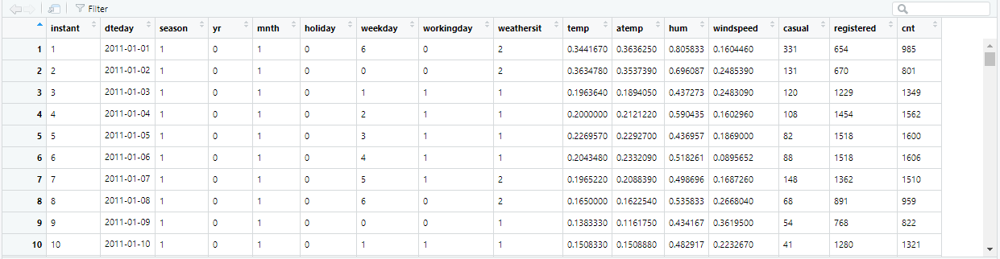 Filter
instant dteday season yr mnth holiday weekday workingday weathersit temp atemp hum windspeed casual registered cnt
1 1 2011-01-01 1 0 1 0 6 0 2 0.3441670 0.3636250 0.805833 0.1604460 331 654 985
2 2 2011-01-02 1 0 1 0 0 0 2 0.3634780 0.3537390 0.696087 0.2485390 131 670 801
3 3 2011-01-03 1 0 1 0 1 1 1 0.1963640 0.1894050 0.437273 0.2483090 120 1229 1349
4 4 2011-01-04 1 0 1 0 2 1 1 0.2000000 0.2121220 0.590435 0.1602960 108 1454 1562
5 5 2011-01-05 1 0 1 0 3 1 1 0.2269570 0.2292700 0.436957 0.1869000 82 1518 1600
6 6 2011-01-06 1 0 1 0 4 1 1 0.2043480 0.2332090 0.518261 0.0895652 88 1518 1606
7 7 2011-01-07 1 0 1 0 5 1 2 0.1965220 0.2088390 0.498696 0.1687260 148 1362 1510
8 8 2011-01-08 1 0 1 0 6 0 2 0.1650000 0.1622540 0.535833 0.2668040 68 891 959
9 9 2011-01-09 1 0 1 0 0 0 1 0.1383330 0.1161750 0.434167 0.3619500 54 768 822
10 10 2011-01-10 1 0 1 0 1 1 1 0.1508330 0.1508880 0.482917 0.2232670 41 1280 1321